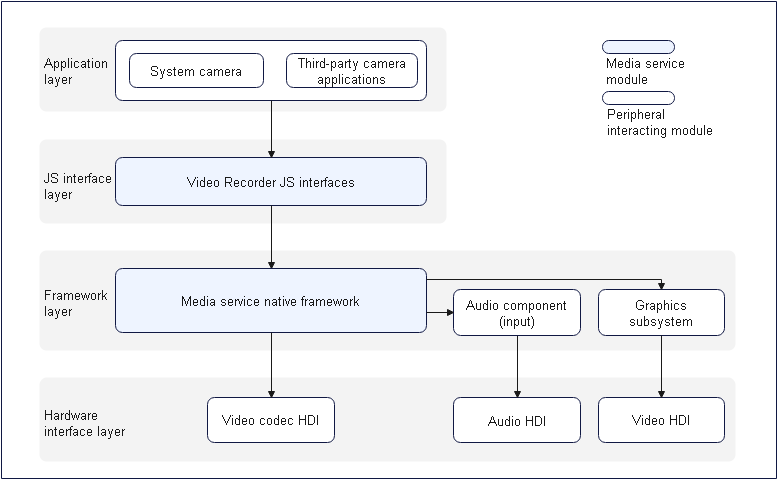 Application
layer
System camera
Third-party camera
applications
Media service
module
Peripheral
interacting module
JS interface
layer
Video Recorder JS interfaces
Framework
layer
Media service native framework
Audio component
(input)
Graphics
subsystem
Hardware
interface layer
Video codec HDI
Audio HDI
Video HDI